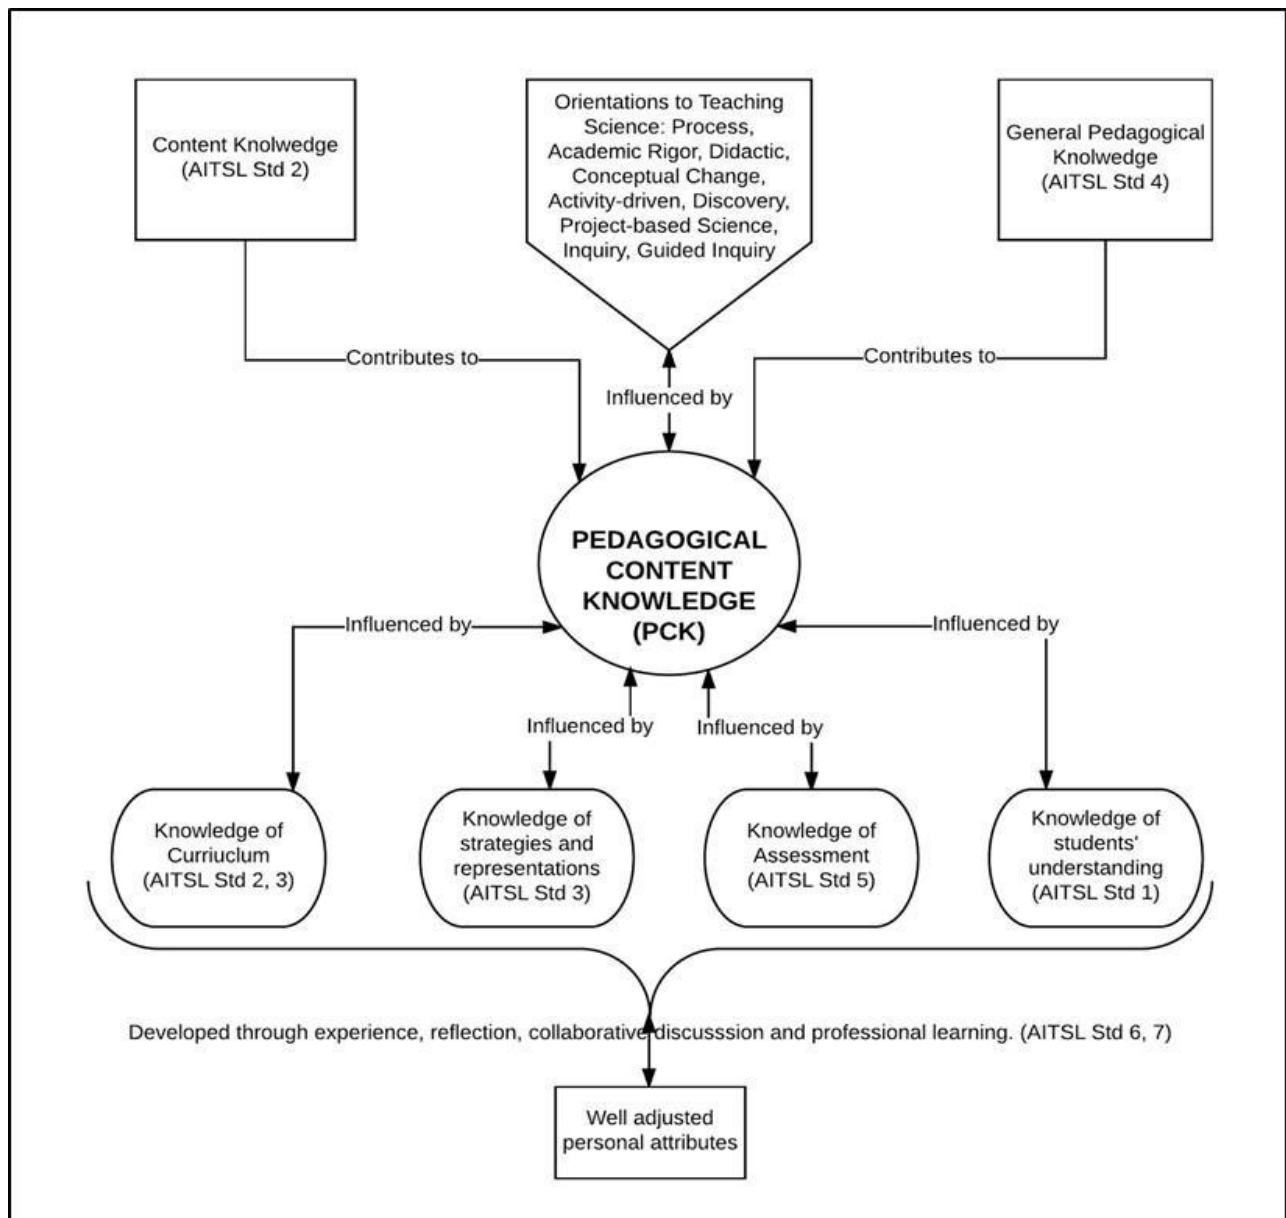 Content Knolwedge
(AITSL Std 2)
Orientations to Teaching
Science: Process,
Academic Rigor, Didactic,
Conceptual Change,
Activity-driven, Discovery,
Project-based Science,
Inquiry, Guided Inquiry
General Pedagogical
Knolwedge
(AITSL Std 4)
Contributes to
Influenced by
Contributes to
PEDAGOGICAL
CONTENT
KNOWLEDGE
(PCK)
Influenced by
Influenced by
Influenced by
Influenced by
Knowledge of
Curriuclum
(AITSL Std 2, 3)
Knowledge of
strategies and
representations
(AITSL Std 3)
Knowledge of
Assessment
(AITSL Std 5)
Knowledge of
students'
understanding
(AITSL Std 1)
Developed through experience, reflection, collaborative discusssion and professional learning. (AITSL Std 6, 7)
Well adjusted
personal attributes